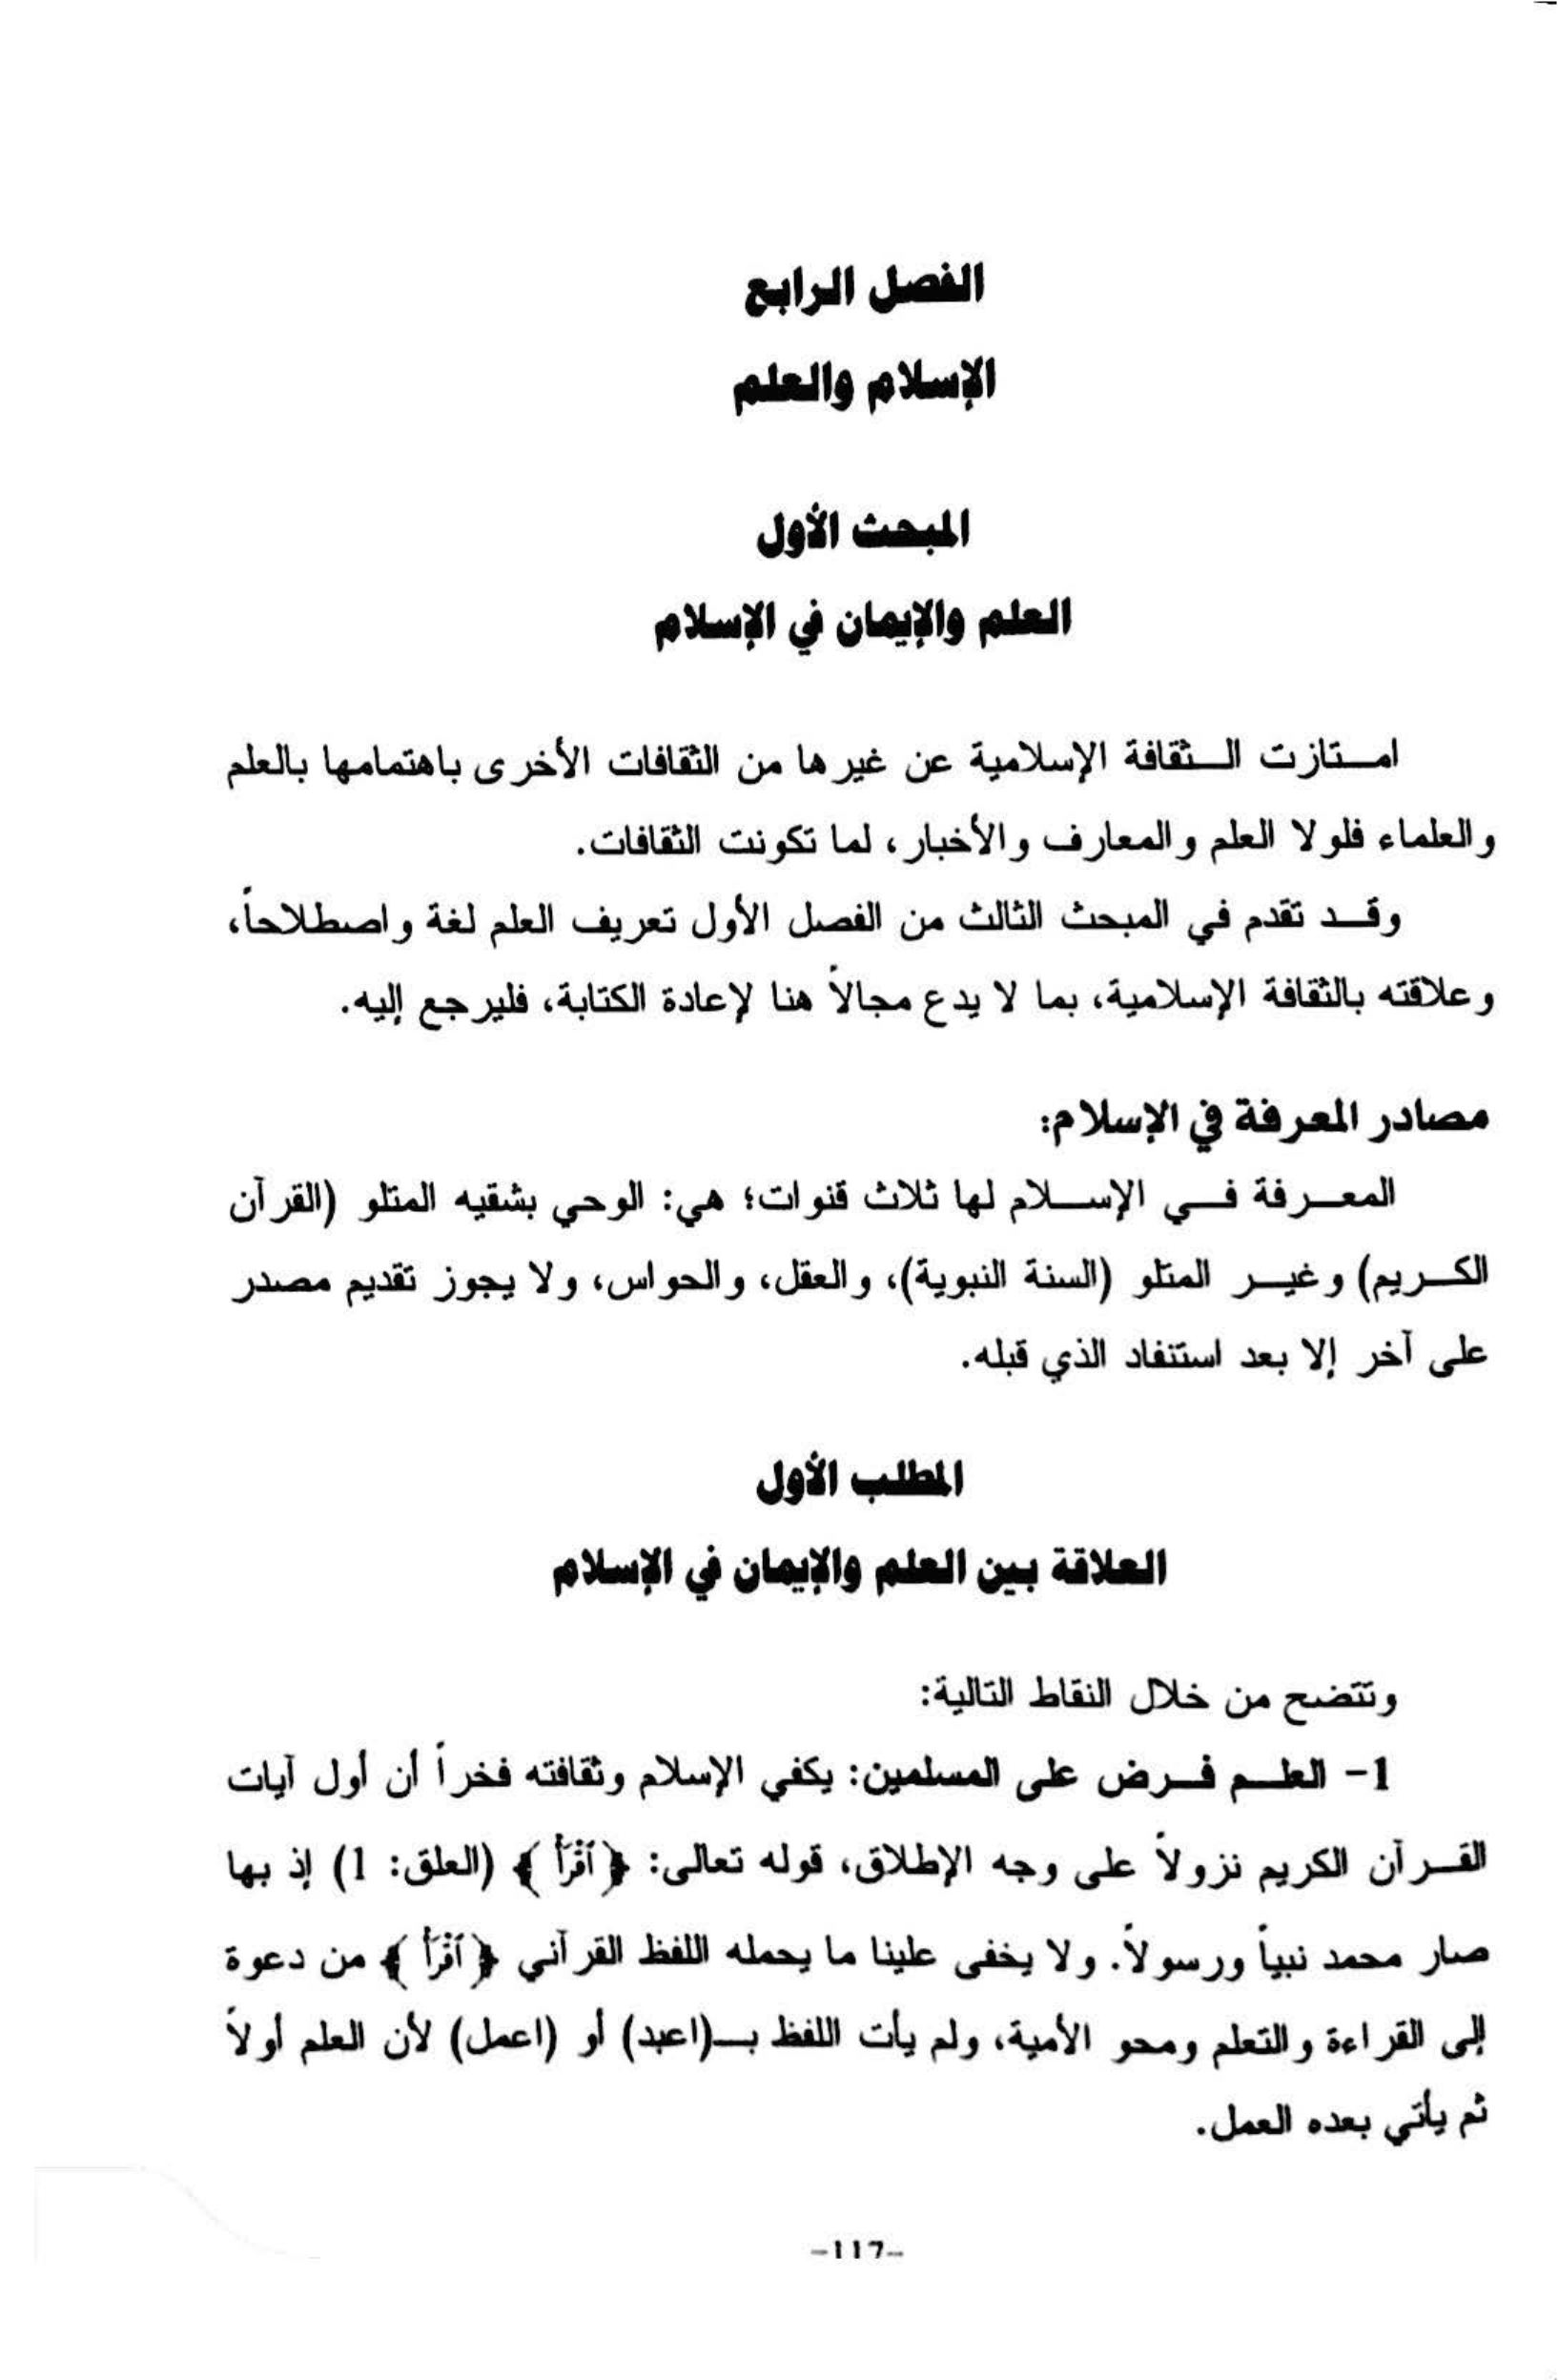 الفصل الرابع
الإسلام والعلم
المبحث الأول
العلم والإيمان في الإسلام
امتازت الثقافة الإسلامية عن غيرها من الثقافات الأخرى باهتمامها بالعلم
والعلماء فلولا العلم والمعارف والأخبار، لما تكونت الثقافات.
وقد تقدم في المبحث الثالث من الفصل الأول تعريف العلم لغة واصطلاحاً،
وعلاقته بالثقافة الإسلامية، بما لا يدع مجالاً هنا لإعادة الكتابة، فليرجع إليه.
مصادر المعرفة في الإسلام:
المعرفة في الإسلام لها ثلاث قنوات؛ هي: الوحي بشقيه المتلو (القرآن
الكريم) وغير المتلو (السنة النبوية)، والعقل، والحواس، ولا يجوز تقديم مصدر
على آخر إلا بعد استنفاد الذي قبله.
المطلب الأول
العلاقة بين العلم والإيمان في الإسلام
وتتضح من خلال النقاط التالية:
1- العلم فرض على المسلمين: يكفي الإسلام وثقافته فخراً أن أول آيات
القرآن الكريم نزولاً على وجه الإطلاق، قوله تعالى: ﴿ٱقْرَأْ﴾ (العلق: 1) إذ بها
صار محمد نبياً ورسولاً. ولا يخفى علينا ما يحمله اللفظ القرآني ﴿ٱقْرَأْ﴾ من دعوة
إلى القراءة والتعلم ومحو الأمية، ولم يأت اللفظ بـ(اعبد) أو (اعمل) لأن العلم أولاً
ثم يأتي بعده العمل.
-117-